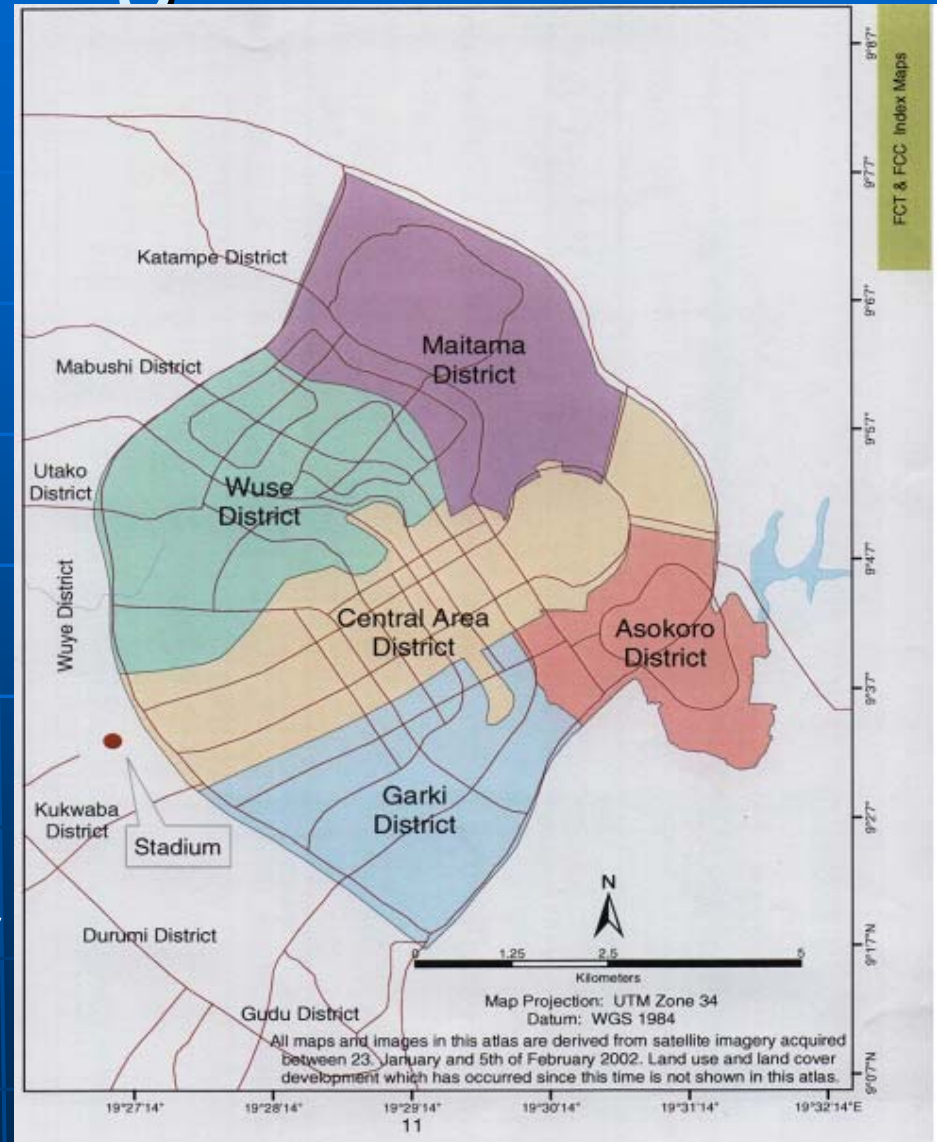 FCT & FCC Index Maps
Katampe District
Maitama
District
Mabushi District
Utako
District
Wuse
District
Wuye District
Central Area
District
Asokoro
District
Garki
District
Kukwaba
District
Stadium
Durumi District
Gudu District
N
0 1.25 2.5 5
Kilometers
Map Projection: UTM Zone 34
Datum: WGS 1984
All maps and images in this atlas are derived from satellite imagery acquired
between 23. January and 5th of February 2002. Land use and land cover
development which has occurred since this time is not shown in this atlas.
9°8'7"
9°7'7"
9°6'7"
9°5'7"
9°4'7"
9°3'7"
9°2'7"
9°1'7"N
9°0'7"N
19°27'14" 19°28'14" 19°29'14" 19°30'14" 19°31'14" 19°32'14"E
11